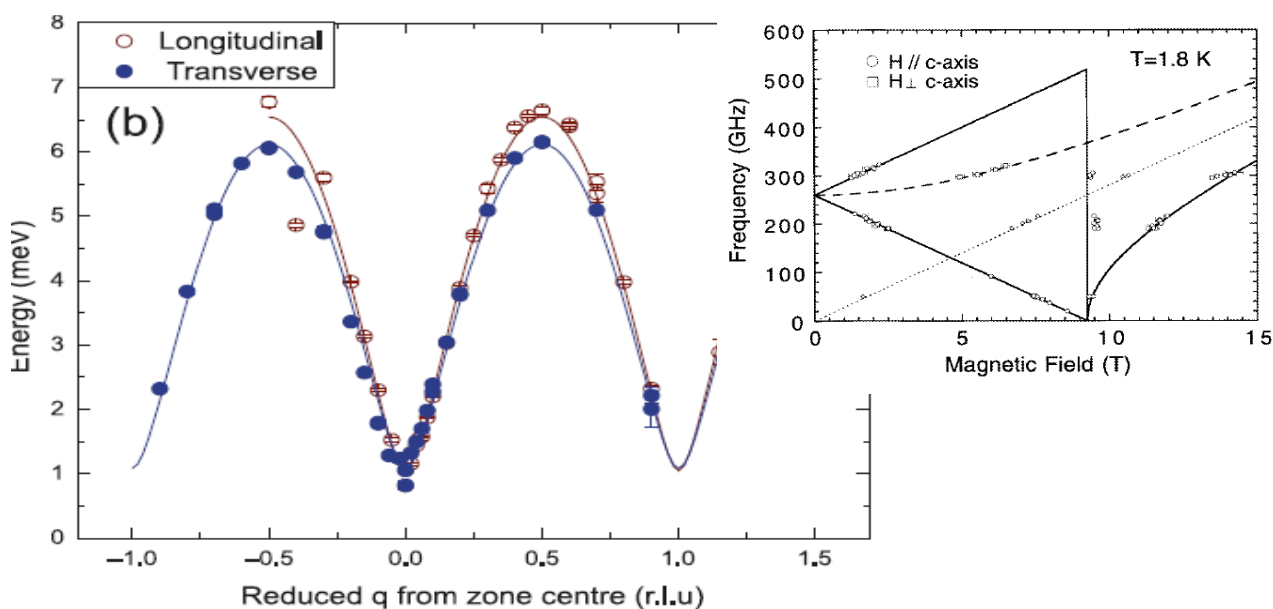 8
7
6
5
4
3
2
1
0
Energy (meV)
Longitudinal
Transverse
(b)
−1.0 −0.5 0.0 0.5 1.0 1.5
Reduced q from zone centre (r.l.u)
600
500
400
300
200
100
0
Frequency (GHz)
H // c-axis
H⊥ c-axis
T=1.8 K
0 5 10 15
Magnetic Field (T)